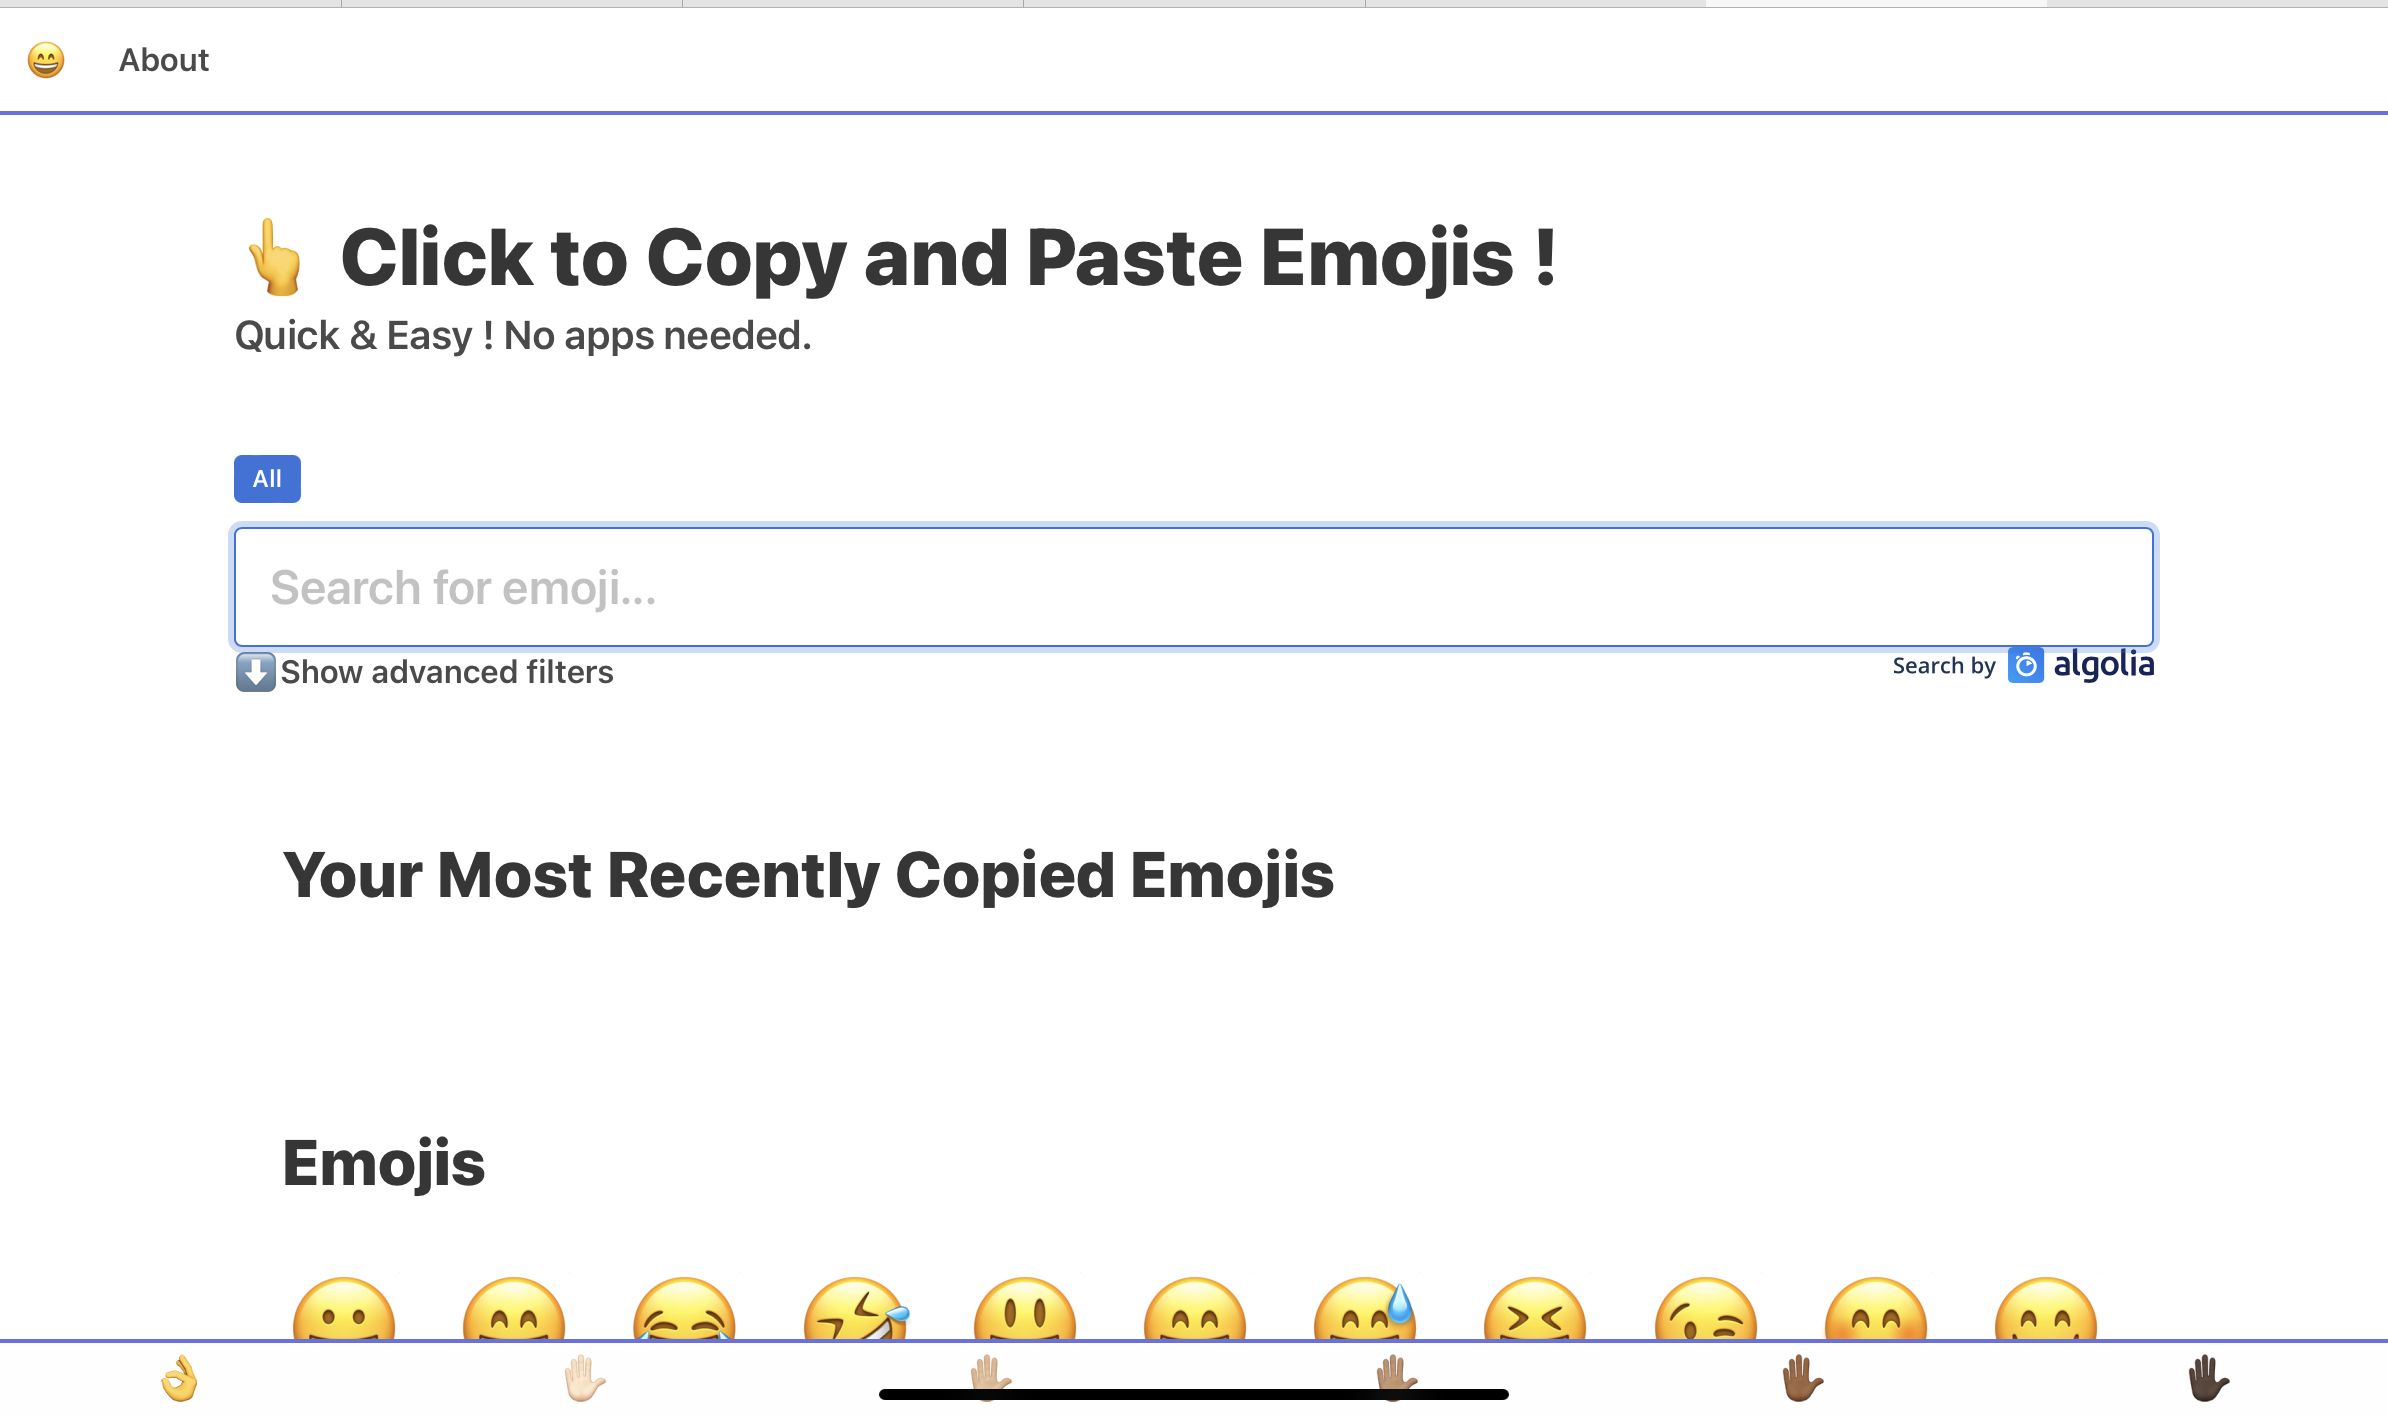 About
Click to Copy and Paste Emojis !
Quick & Easy ! No apps needed.
All
Search for emoji...
Show advanced filters
Search by algolia
Your Most Recently Copied Emojis
Emojis